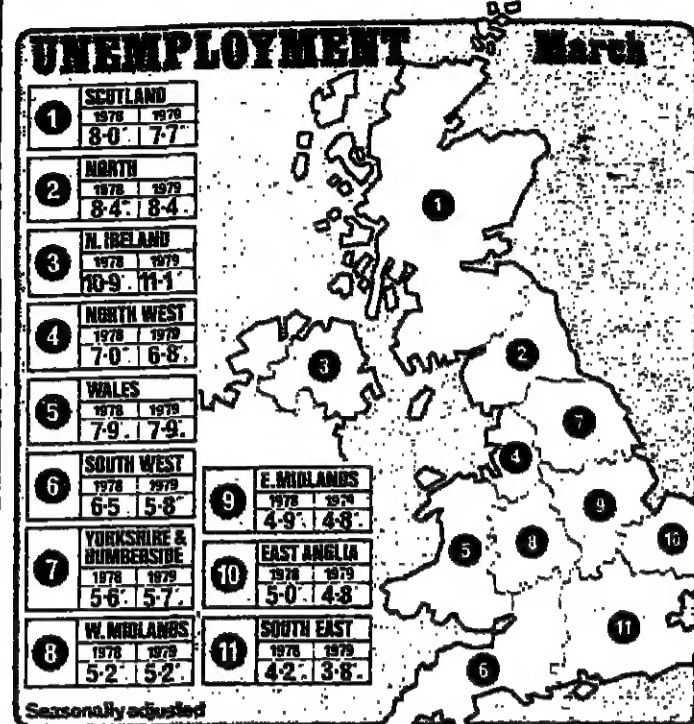 UNEMPLOYMENT March
1 SCOTLAND
1978 1979
8·0 7·7
2 NORTH
1978 1979
8·4 8·4
3 N. IRELAND
1978 1979
10·9 11·1
4 NORTH WEST
1978 1979
7·0 6·8
5 WALES
1978 1979
7·9 7·9
6 SOUTH WEST
1978 1979
6·5 5·8
7 YORKSHIRE &
HUMBERSIDE
1978 1979
5·6 5·7
8 W. MIDLANDS
1978 1979
5·2 5·2
9 E. MIDLANDS
1978 1979
4·9 4·8
10 EAST ANGLIA
1978 1979
5·0 4·8
11 SOUTH EAST
1978 1979
4·2 3·8
Seasonally adjusted
1
2
3
7
4
9
5
8
10
11
6